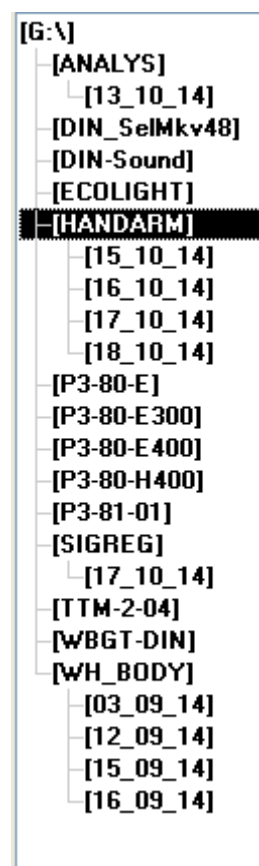 [G:\]
[ANALYS]
[13_10_14]
[DIN_SelMkv48]
[DIN-Sound]
[ECOLIGHT]
[HANDARM]
[15_10_14]
[16_10_14]
[17_10_14]
[18_10_14]
[P3-80-E]
[P3-80-E300]
[P3-80-E400]
[P3-80-H400]
[P3-81-01]
[SIGREG]
[17_10_14]
[TTM-2-04]
[WBGT-DIN]
[WH_BODY]
[03_09_14]
[12_09_14]
[15_09_14]
[16_09_14]